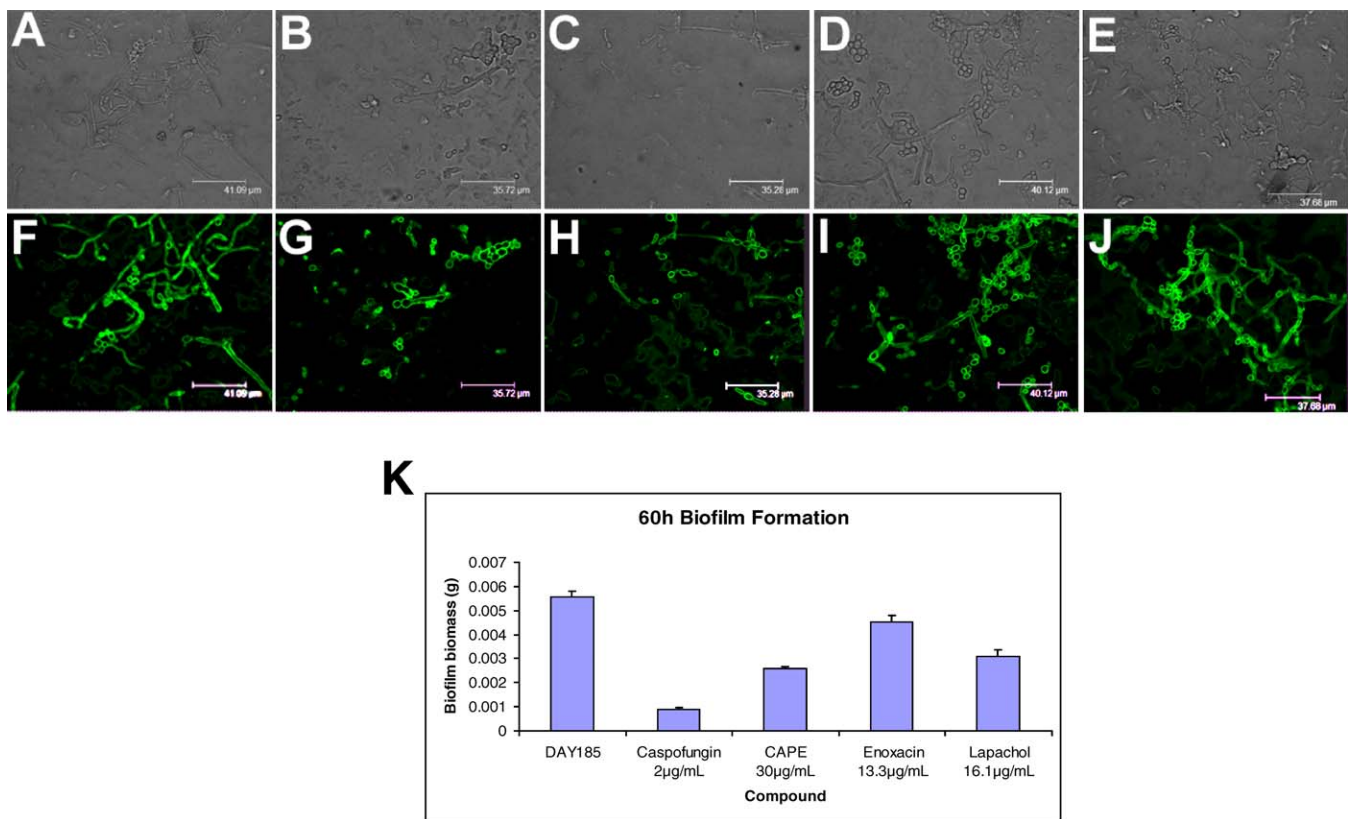 A B C D E
41.09 µm 35.72 µm 35.28 µm 40.12 µm 37.68 µm
F G H I J
41.09 µm 35.72 µm 35.28 µm 40.12 µm 37.68 µm
K
60h Biofilm Formation
Biofilm biomass (g)
0.007
0.006
0.005
0.004
0.003
0.002
0.001
0
DAY185 Caspofungin CAPE Enoxacin Lapachol
2µg/mL 30µg/mL 13.3µg/mL 16.1µg/mL
Compound